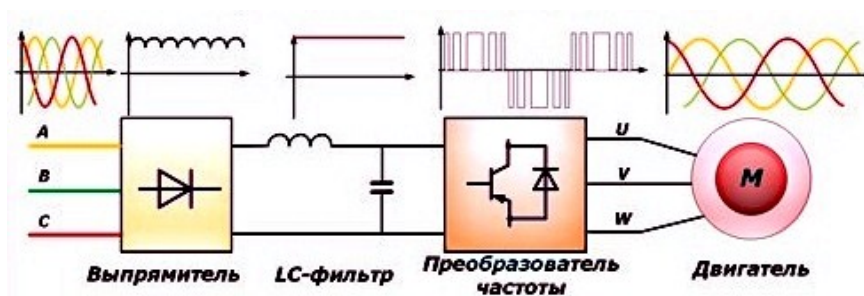 A
B
C
U
V
W
M
Выпрямитель
LC-фильтр
Преобразователь
частоты
Двигатель